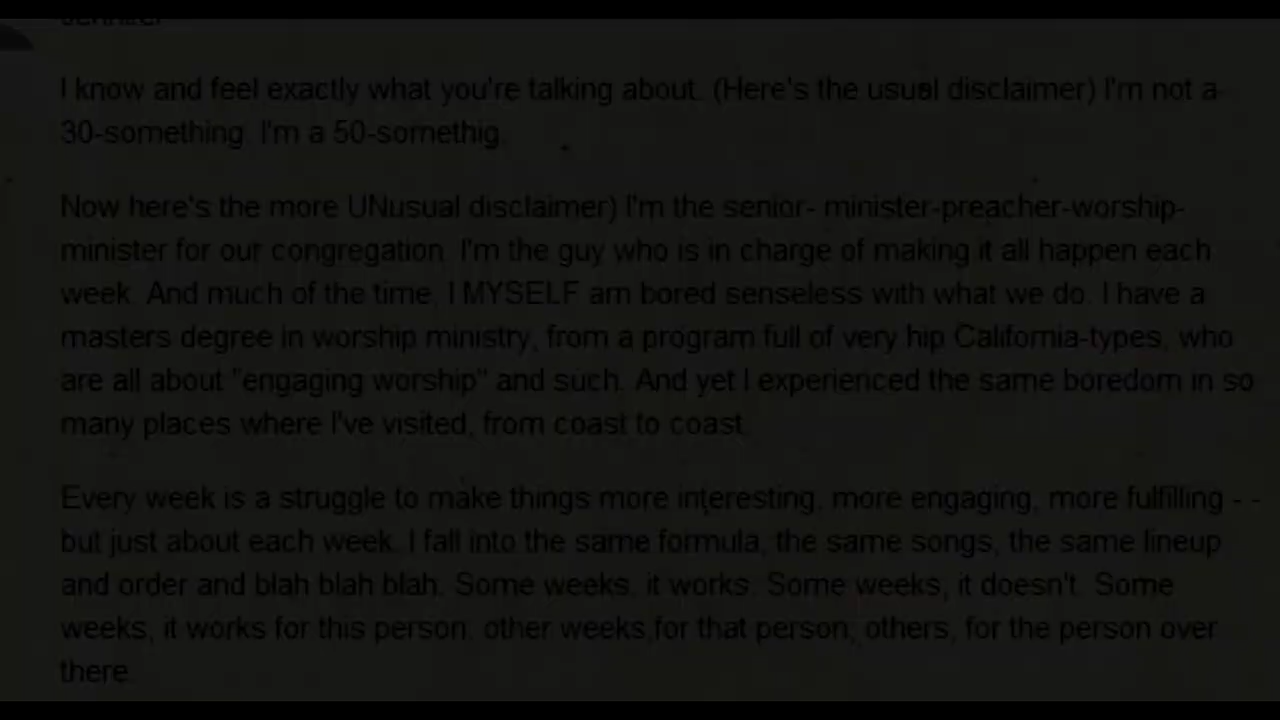 I know and feel exactly what you're talking about. (Here's the usual disclaimer) I'm not a
30-something. I'm a 50-somethig.
Now here's the more UNusual disclaimer) I'm the senior- minister-preacher-worship-
minister for our congregation. I'm the guy who is in charge of making it all happen each
week. And much of the time, I MYSELF am bored senseless with what we do. I have a
masters degree in worship ministry, from a program full of very hip California-types, who
are all about "engaging worship" and such. And yet I experienced the same boredom in so
many places where I've visited, from coast to coast.
Every week is a struggle to make things more interesting, more engaging, more fulfilling - -
but just about each week, I fall into the same formula, the same songs, the same lineup
and order and blah blah blah. Some weeks, it works. Some weeks, it doesn't. Some
weeks, it works for this person, other weeks,for that person, others, for the person over
there.